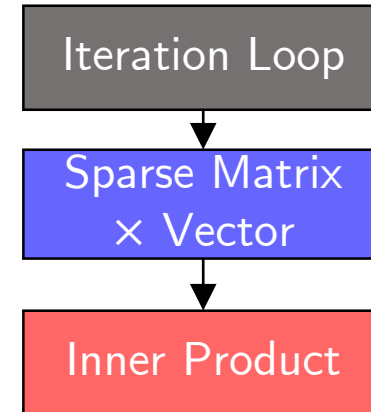 Iteration Loop
Sparse Matrix
× Vector
Inner Product